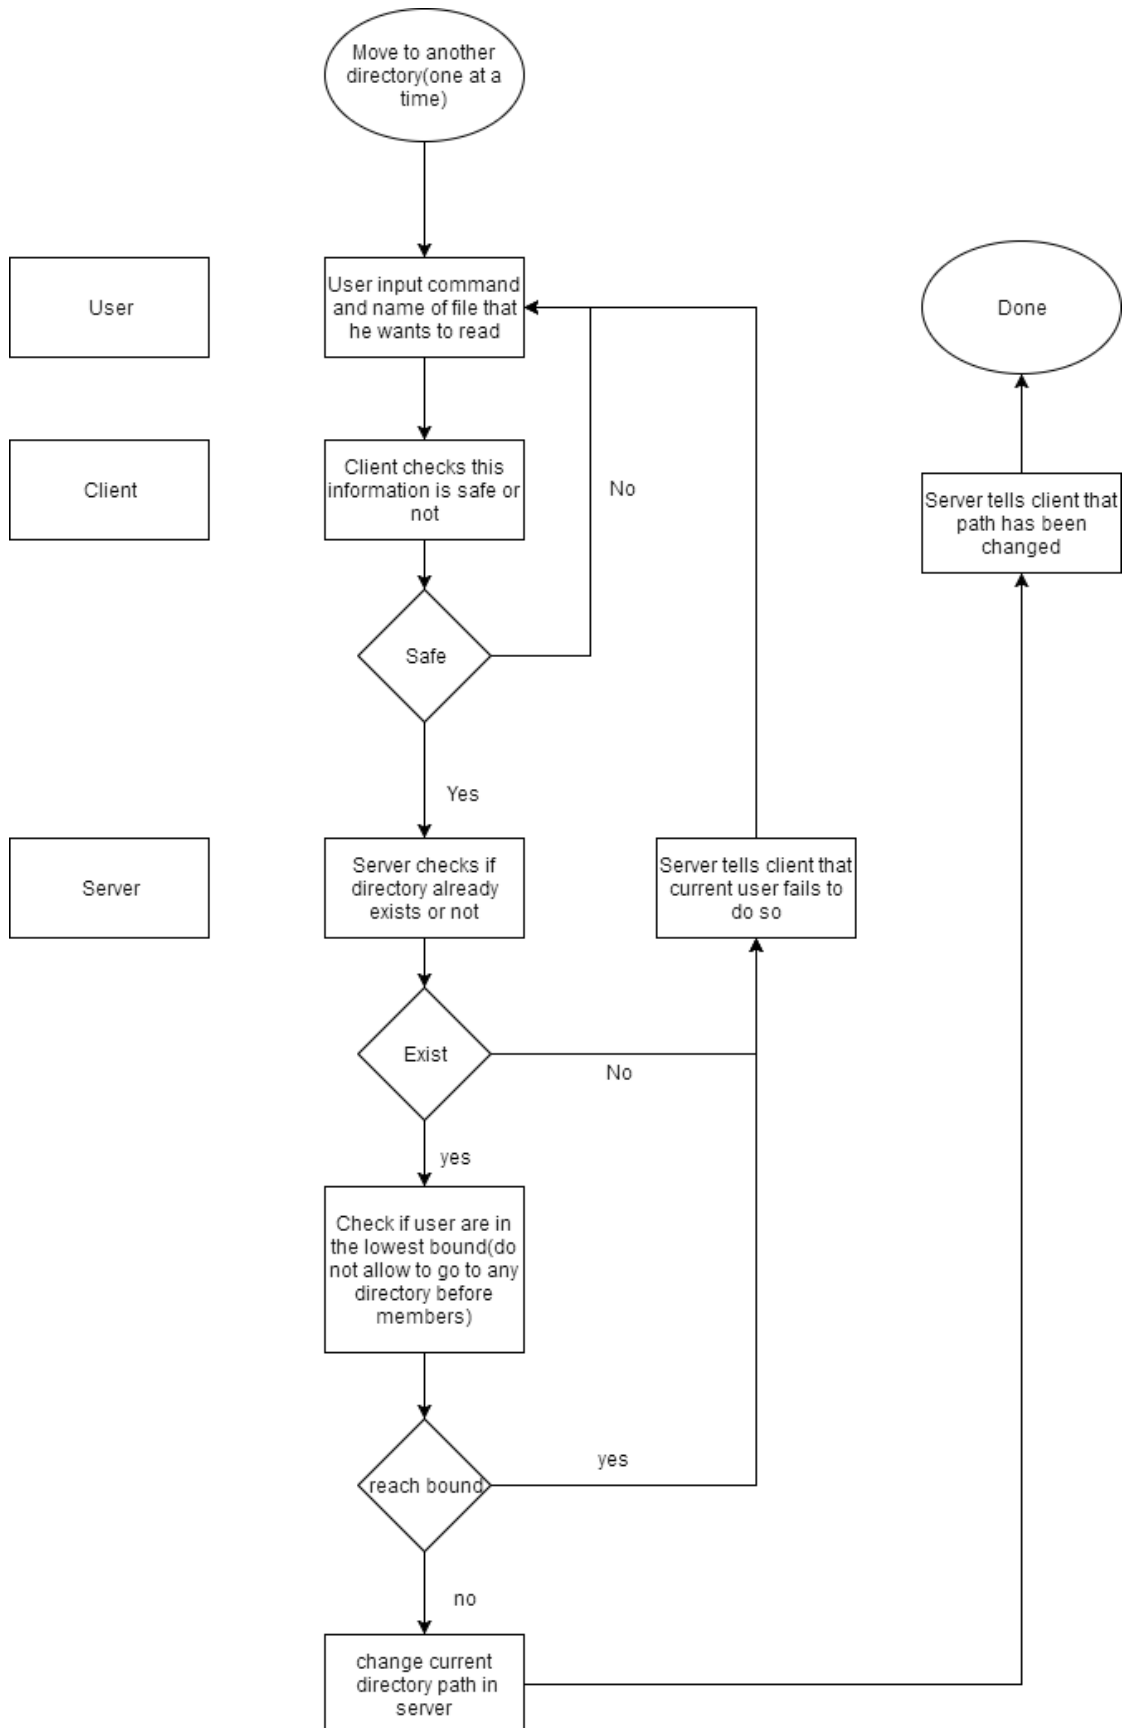 Move to another
directory(one at a
time)
User
User input command
and name of file that
he wants to read
Done
Client
Client checks this
information is safe or
not
No
Server tells client that
path has been
changed
Safe
Yes
Server
Server checks if
directory already
exists or not
Server tells client that
current user fails to
do so
Exist
No
yes
Check if user are in
the lowest bound(do
not allow to go to any
directory before
members)
reach bound
yes
no
change current
directory path in
server